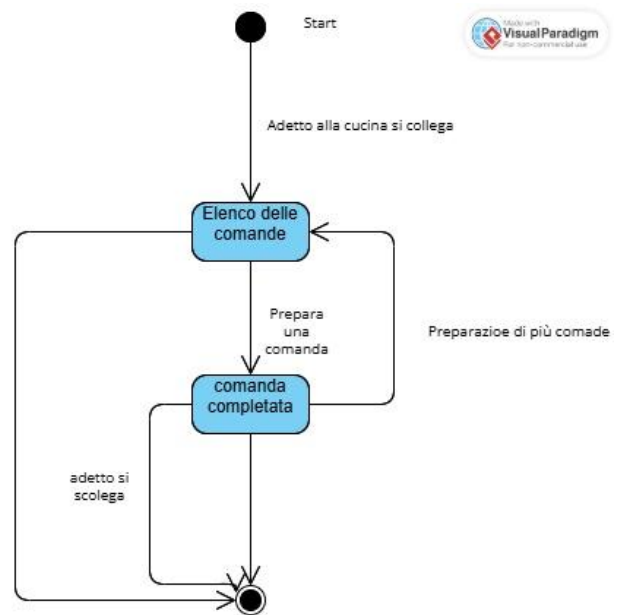 Start
Made with
Visual Paradigm
For non-commercial use
Adetto alla cucina si collega
Elenco delle
comande
Prepara
una
comanda
Preparazioe di più comade
comanda
completata
adetto si
scolega